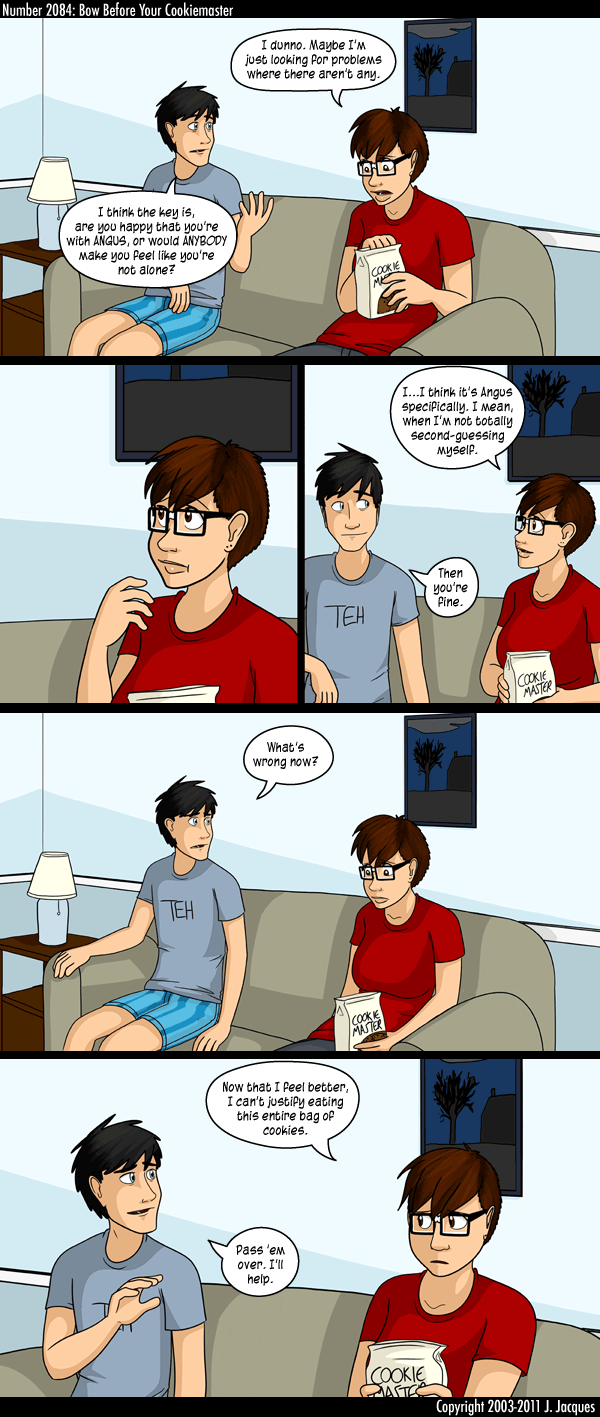 Number 2084: Bow Before Your Cookiemaster
I dunno. Maybe I'm
just looking for problems
where there aren't any.
I think the key is,
are you happy that you're
with ANGUS, or would ANYBODY
make you feel like you're
not alone?
COOKIE
MA
I...I think it's Angus
specifically. I mean,
when I'm not totally
second-guessing
myself.
Then
you're
fine.
TEH
COOKIE
MASTER
What's
wrong now?
TEH
COOKIE
MASTER
Now that I feel better,
I can't justify eating
this entire bag of
cookies.
Pass 'em
over. I'll
help.
TEH
COOKIE
MASTER
Copyright 2003-2011 J. Jacques